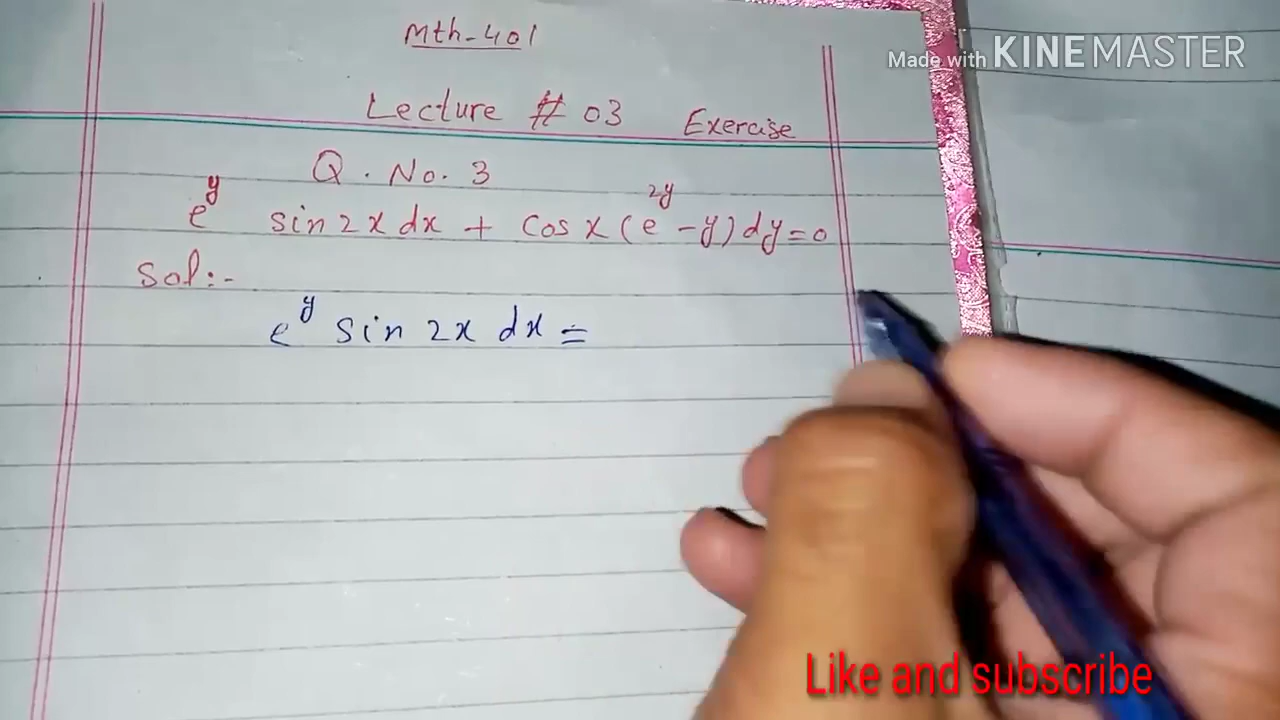 Mth-401
Made with KINEMASTER
Lecture # 03 Exercise
Q. No. 3
e^y sin 2x dx + cos x (e^2y - y) dy = 0
Sol:-
e^y sin 2x dx =
Like and subscribe